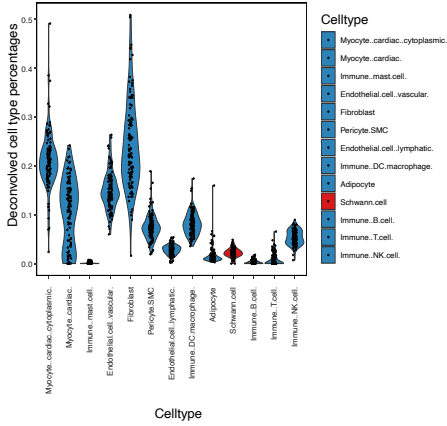 Deconvolved cell type percentages
0.5
0.4
0.3
0.2
0.1
0.0
Myocyte..cardiac..cytoplasmic.
Myocyte..cardiac.
Immune..mast.cell.
Endothelial.cell..vascular.
Fibroblast
Pericyte.SMC
Endothelial.cell..lymphatic.
Immune..DC.macrophage.
Adipocyte
Schwann.cell
Immune..B.cell.
Immune..T.cell.
Immune..NK.cell.
Celltype
Celltype
Myocyte..cardiac..cytoplasmic.
Myocyte..cardiac.
Immune..mast.cell.
Endothelial.cell..vascular.
Fibroblast
Pericyte.SMC
Endothelial.cell..lymphatic.
Immune..DC.macrophage.
Adipocyte
Schwann.cell
Immune..B.cell.
Immune..T.cell.
Immune..NK.cell.